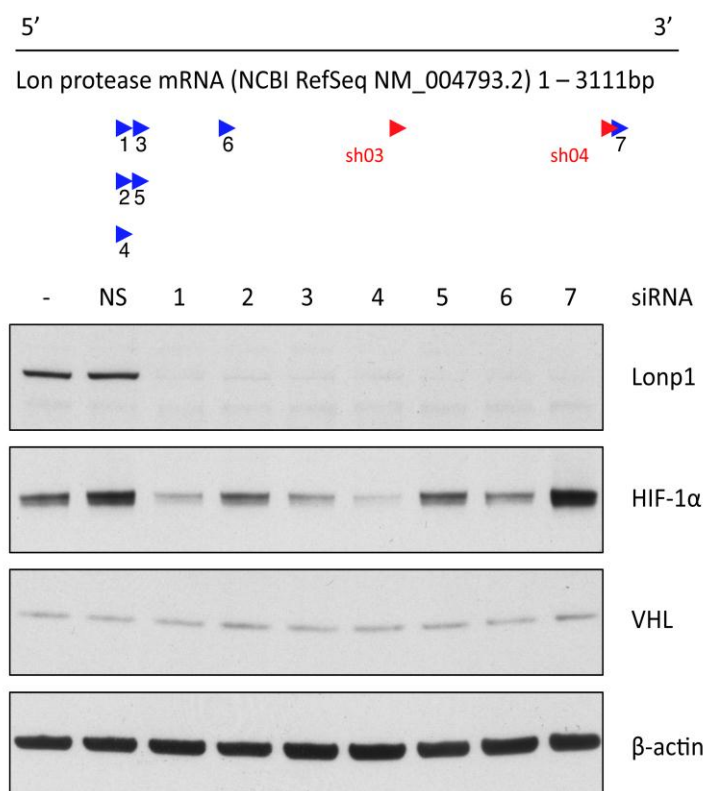 5’ 3’
Lon protease mRNA (NCBI RefSeq NM_004793.2) 1 – 3111bp
1 3 6 sh03 sh04 7
2 5
4
- NS 1 2 3 4 5 6 7 siRNA
Lonp1
HIF-1α
VHL
β-actin